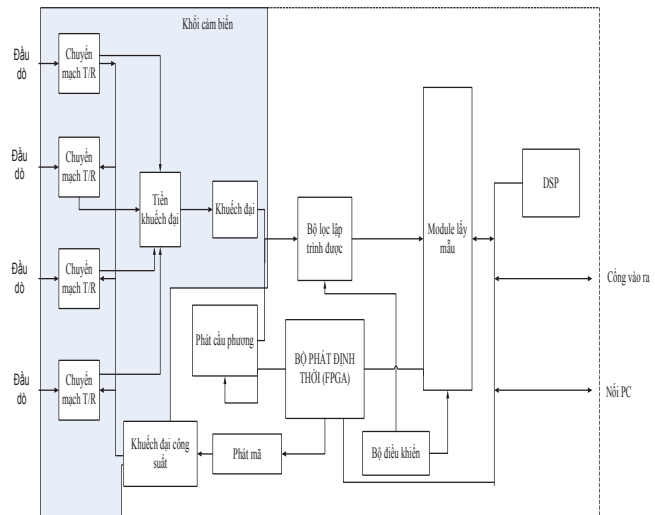 Khối cảm biến
Đầu
dò
Chuyển
mạch T/R
Đầu
dò
Chuyển
mạch T/R
Tiền
khuếch đại
Khuếch đại
Bộ lọc lập
trình được
Module lấy
mẫu
DSP
Đầu
dò
Chuyển
mạch T/R
Cổng vào ra
Phát cầu phương
BỘ PHÁT ĐỊNH
THỜI (FPGA)
Đầu
dò
Chuyển
mạch T/R
Nối PC
Khuếch đại công
suất
Phát mã
Bộ điều khiển